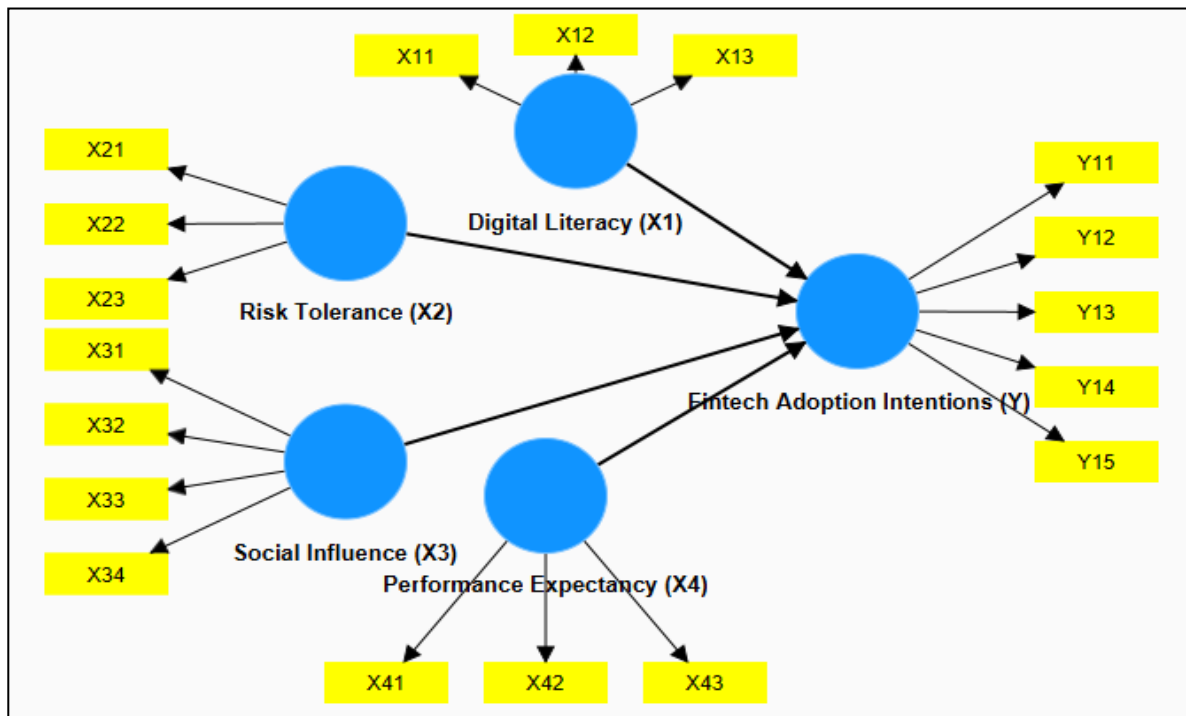 X12
X11
X13
X21
X22
X23
Risk Tolerance (X2)
Digital Literacy (X1)
X31
X32
X33
X34
Social Influence (X3)
Performance Expectancy (X4)
X41
X42
X43
Fintech Adoption Intentions (Y)
Y11
Y12
Y13
Y14
Y15